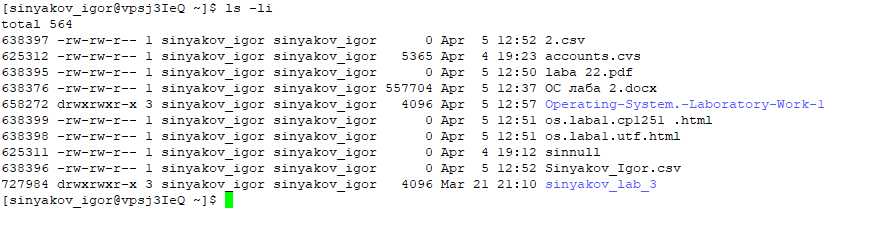 [sinyakov_igor@vpsj3IeQ ~]$ ls -li
total 564
638397 -rw-rw-r-- 1 sinyakov_igor sinyakov_igor      0 Apr  5 12:52 2.csv
625312 -rw-rw-r-- 1 sinyakov_igor sinyakov_igor   5365 Apr  4 19:23 accounts.cvs
638395 -rw-rw-r-- 1 sinyakov_igor sinyakov_igor      0 Apr  5 12:50 laba 22.pdf
638376 -rw-rw-r-- 1 sinyakov_igor sinyakov_igor 557704 Apr  5 12:37 ОС лаба 2.docx
658272 drwxrwxr-x 3 sinyakov_igor sinyakov_igor   4096 Apr  5 12:57 Operating-System.-Laboratory-Work-1
638399 -rw-rw-r-- 1 sinyakov_igor sinyakov_igor      0 Apr  5 12:51 os.laba1.cp1251 .html
638398 -rw-rw-r-- 1 sinyakov_igor sinyakov_igor      0 Apr  5 12:51 os.laba1.utf.html
625311 -rw-rw-r-- 1 sinyakov_igor sinyakov_igor      0 Apr  4 19:12 sinnull
638396 -rw-rw-r-- 1 sinyakov_igor sinyakov_igor      0 Apr  5 12:52 Sinyakov_Igor.csv
727984 drwxrwxr-x 3 sinyakov_igor sinyakov_igor   4096 Mar 21 21:10 sinyakov_lab_3
[sinyakov_igor@vpsj3IeQ ~]$